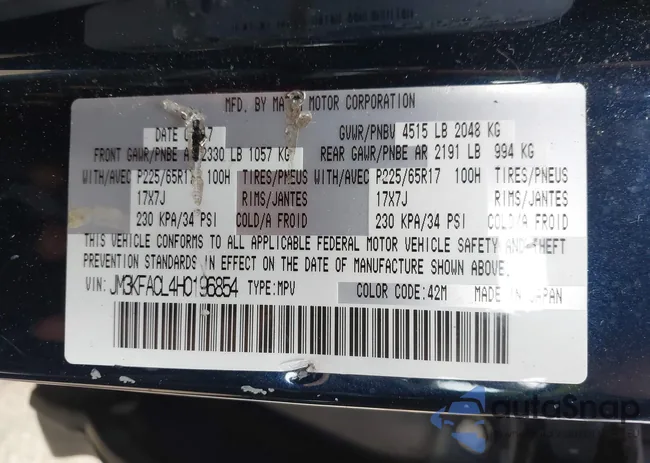 MFD. BY MOTOR CORPORATION
DATE GVWR/PNBV 4515 LB 2048 KG
FRONT GAWR/PNBE 2330 LB 1057 KG REAR GAWR/PNBE AR 2191 LB 994 KG
WITH/AVEC P225/65R17 100H TIRES/PNEUS WITH/AVEC P225/65R17 100H TIRES/PNEUS
17X7J RIMS/JANTES 17X7J RIMS/JANTES
230 KPA/34 PSI COLD/A FROID 230 KPA/34 PSI COLD/A FROID
THIS VEHICLE CONFORMS TO ALL APPLICABLE FEDERAL MOTOR VEHICLE SAFETY AND THEFT
PREVENTION STANDARDS IN EFFECT ON THE DATE OF MANUFACTURE SHOWN ABOVE.
VIN: JM3KFACL4H0196854 TYPE:MPV COLOR CODE:42M MADE IN JAPAN
autoSnap